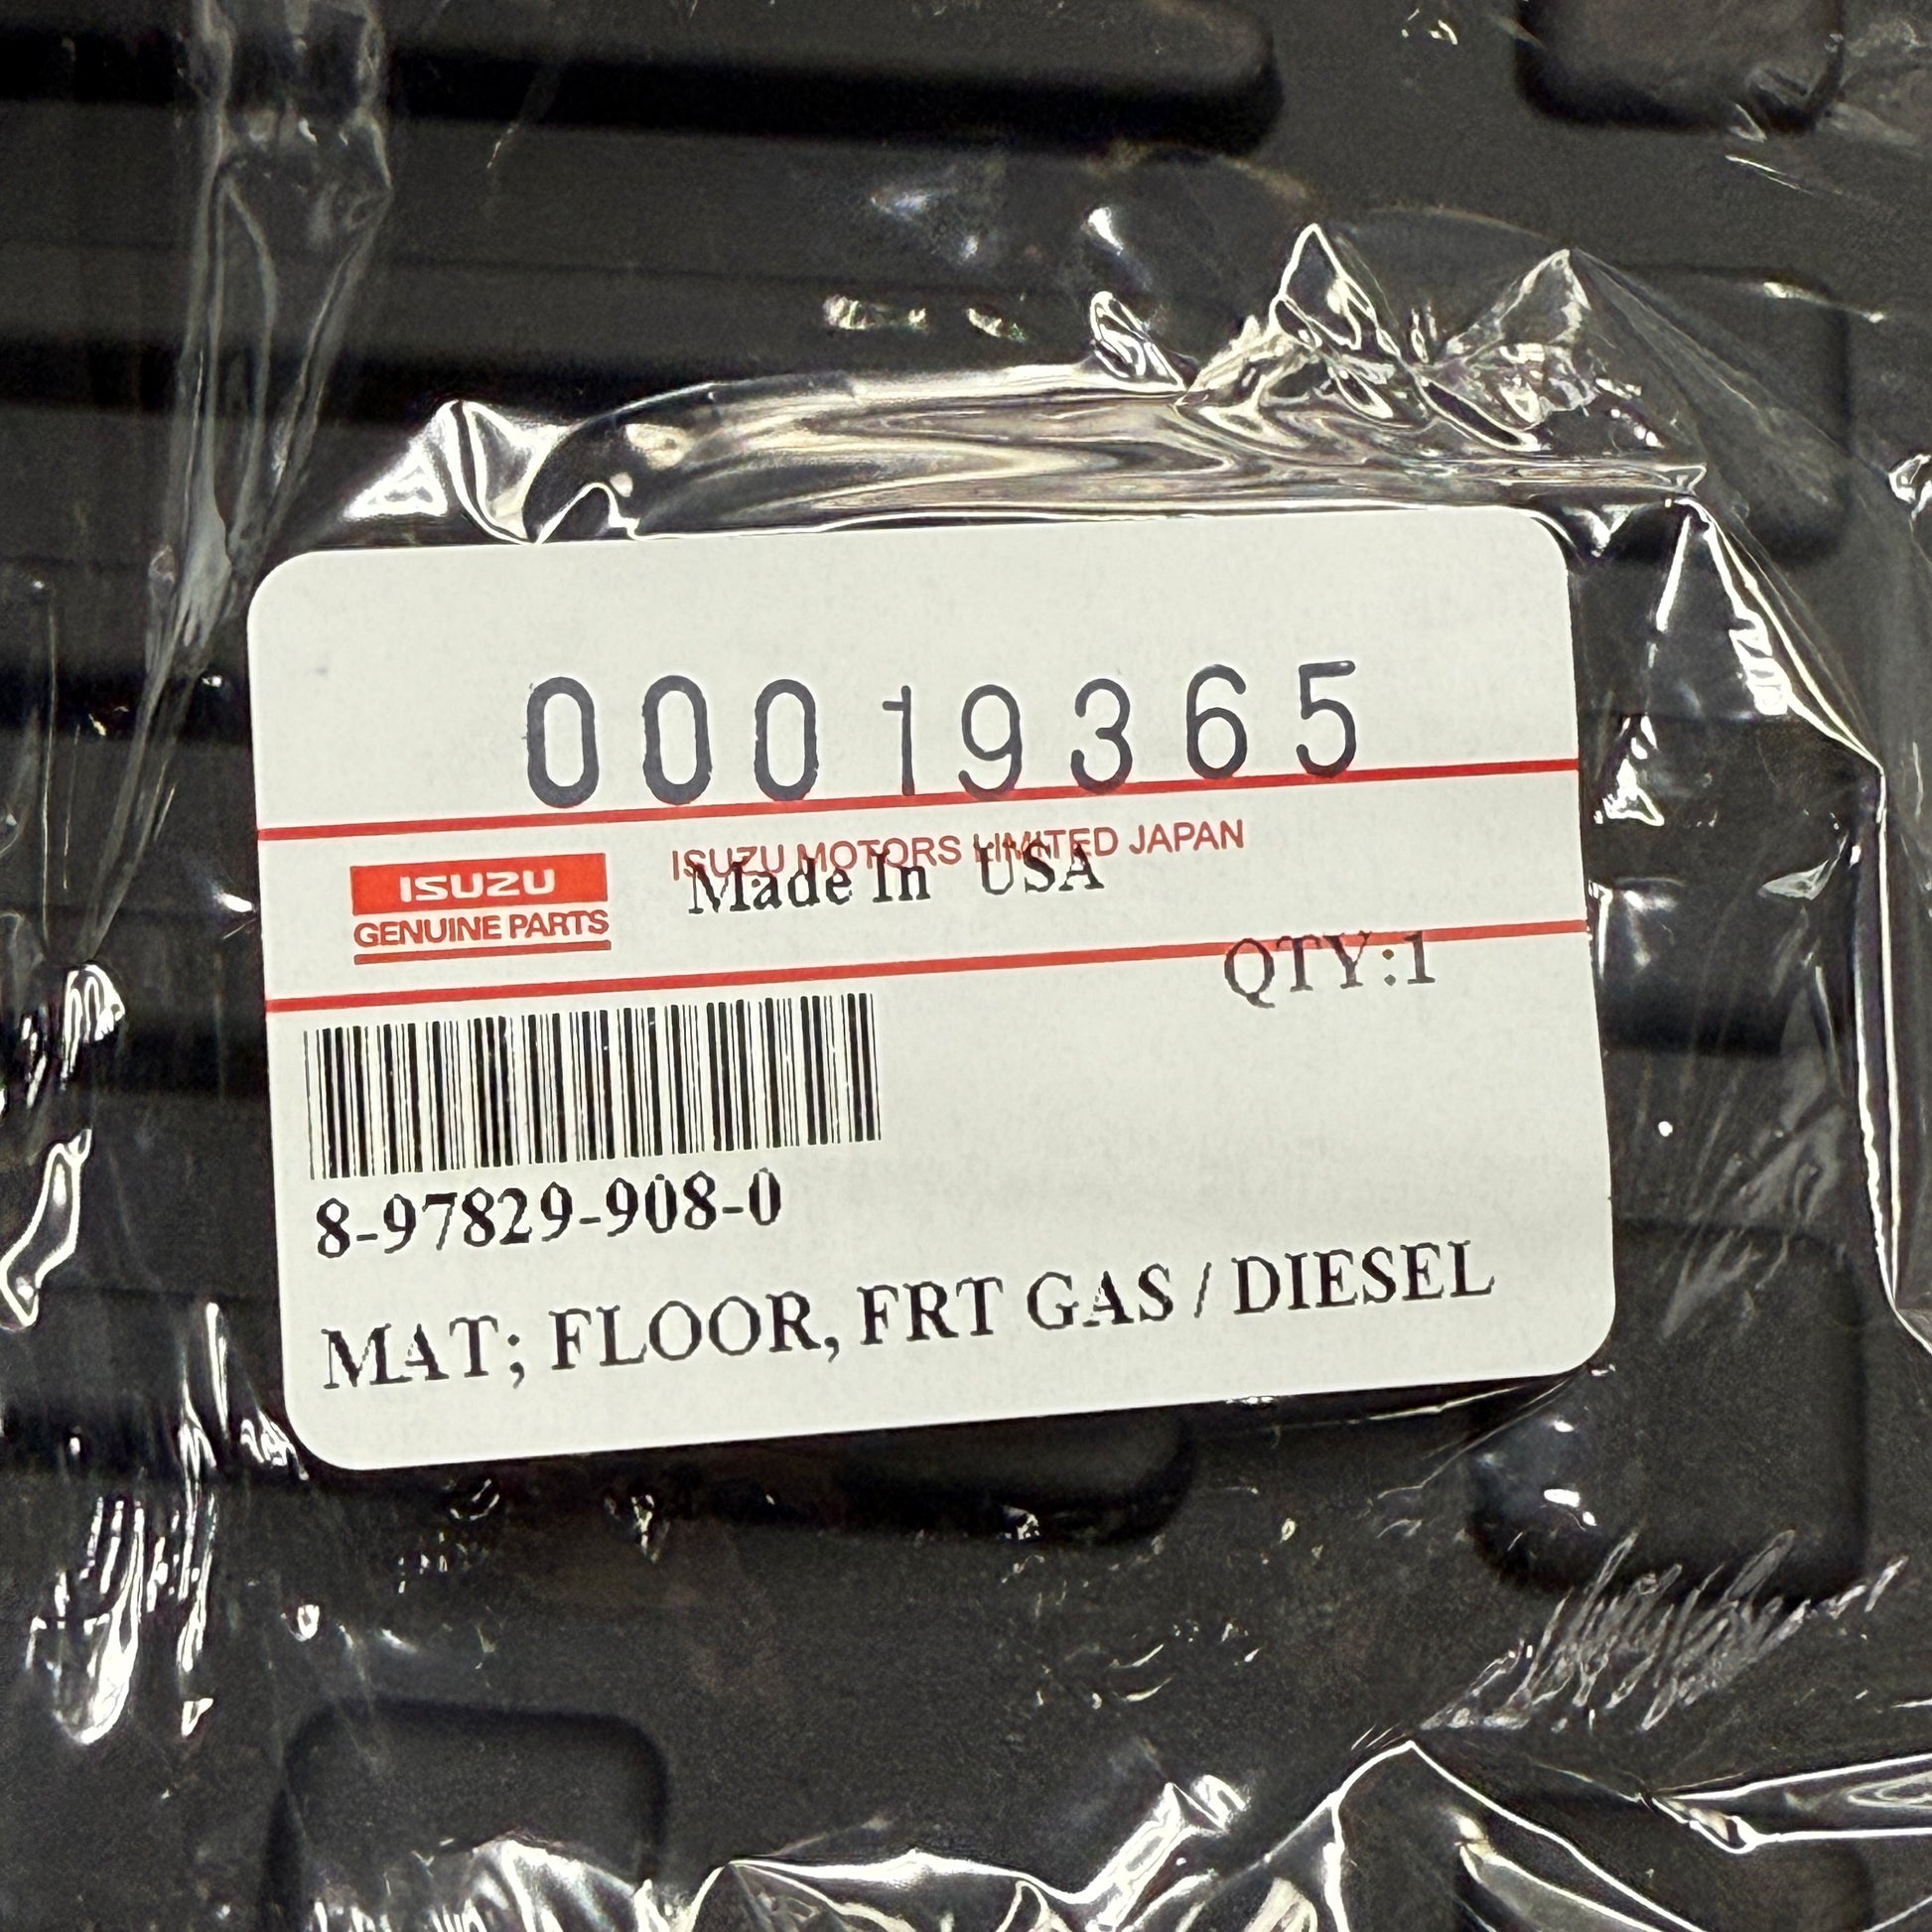 00019365
ISUZU MOTORS LIMITED JAPAN
ISUZU
GENUINE PARTS
Made In USA
QTY:1
8-97829-908-0
MAT; FLOOR, FRT GAS / DIESEL